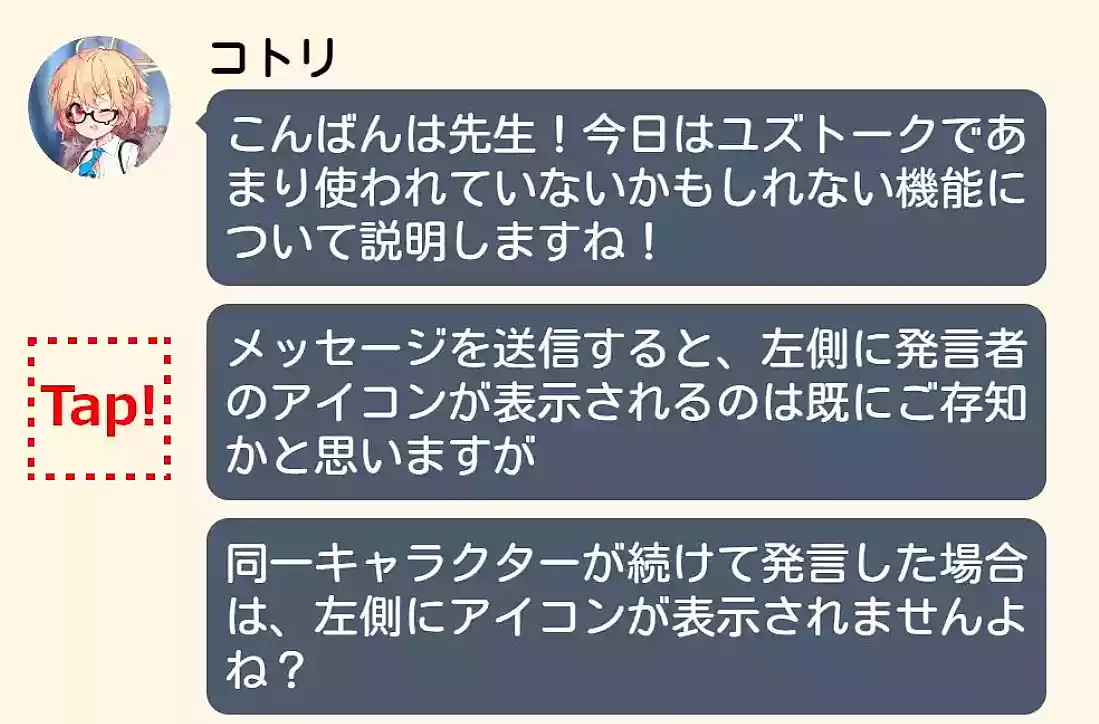 コトリ
こんばんは先生！今日はユズトークであ
まり使われていないかもしれない機能に
ついて説明しますね！
メッセージを送信すると、左側に発言者
のアイコンが表示されるのは既にご存知
かと思いますが
Tap!
同一キャラクターが続けて発言した場合
は、左側にアイコンが表示されませんよ
ね？